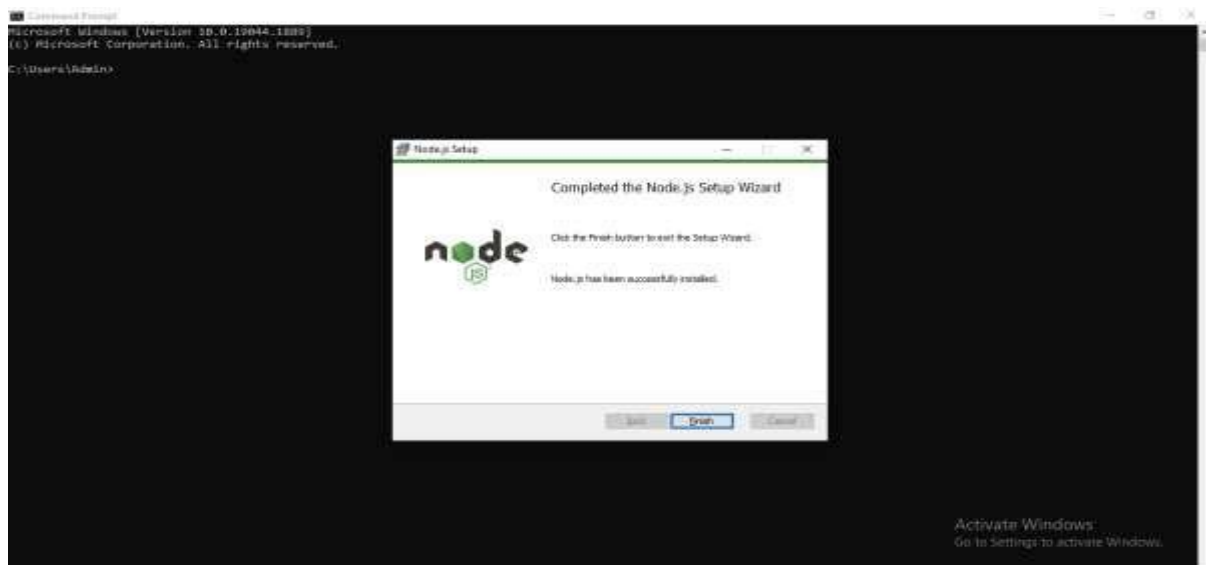 Command Prompt
Microsoft Windows [Version 10.0.19044.1889]
(c) Microsoft Corporation. All rights reserved.
C:\Users\Admin>
Node.js Setup
Completed the Node.js Setup Wizard
Click the Finish button to exit the Setup Wizard.
node
JS
Node.js has been successfully installed.
Back Finish Cancel
Activate Windows
Go to Settings to activate Windows.